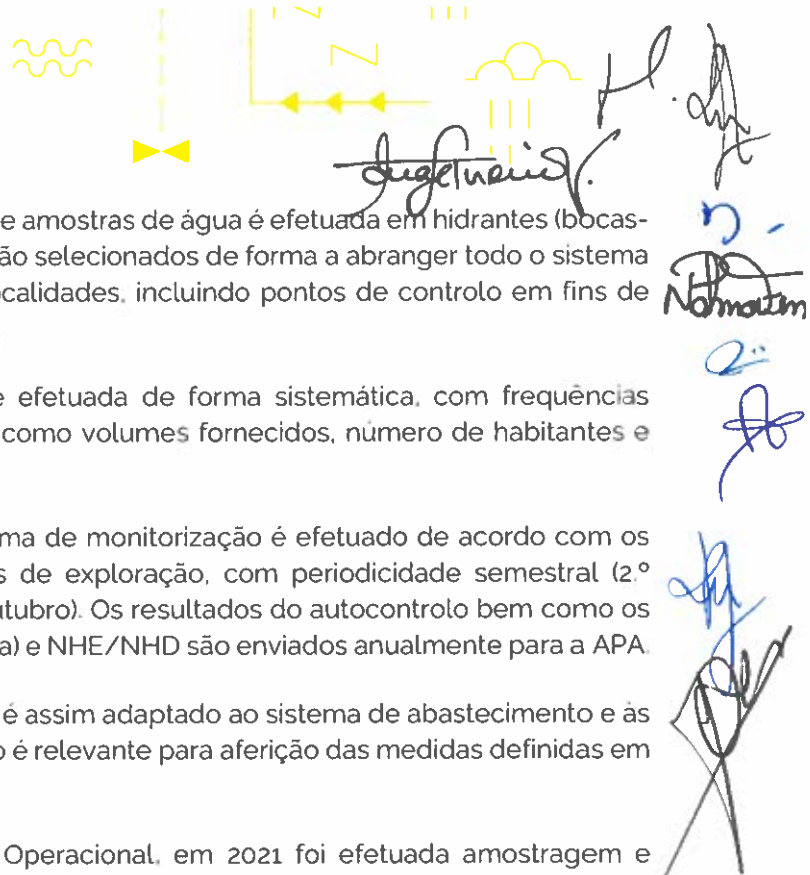 e amostras de água é efetuada em hidrantes (bocas-
ão selecionados de forma a abranger todo o sistema
ocalidades, incluindo pontos de controlo em fins de
e efetuada de forma sistemática, com frequências
como volumes fornecidos, número de habitantes e
ma de monitorização é efetuado de acordo com os
s de exploração, com periodicidade semestral (2.º
utubro). Os resultados do autocontrolo bem como os
a) e NHE/NHD são enviados anualmente para a APA.
é assim adaptado ao sistema de abastecimento e às
o é relevante para aferição das medidas definidas em
Operacional, em 2021 foi efetuada amostragem e